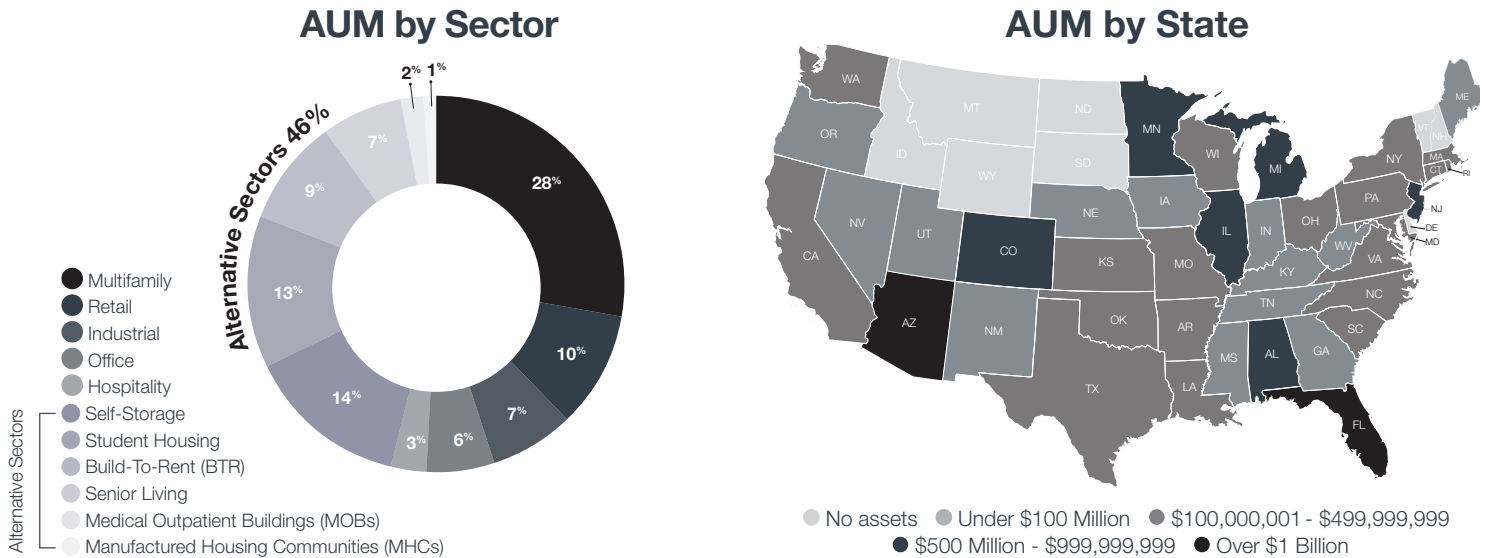 AUM by Sector
2%
1%
Alternative Sectors 46%
28%
10%
7%
6%
3%
14%
13%
9%
7%
Multifamily
Retail
Industrial
Office
Hospitality
Self-Storage
Student Housing
Build-To-Rent (BTR)
Senior Living
Medical Outpatient Buildings (MOBs)
Manufactured Housing Communities (MHCs)
Alternative Sectors
AUM by State
WA
OR
CA
NV
ID
MT
WY
UT
AZ
CO
NM
ND
SD
NE
KS
OK
TX
MN
IA
MO
AR
LA
WI
IL
MI
IN
OH
KY
TN
MS
AL
GA
FL
SC
NC
VA
WV
PA
NY
VT
NH
ME
MA
CT
RI
NJ
DE
MD
No assets
Under $100 Million
$100,000,001 - $499,999,999
$500 Million - $999,999,999
Over $1 Billion